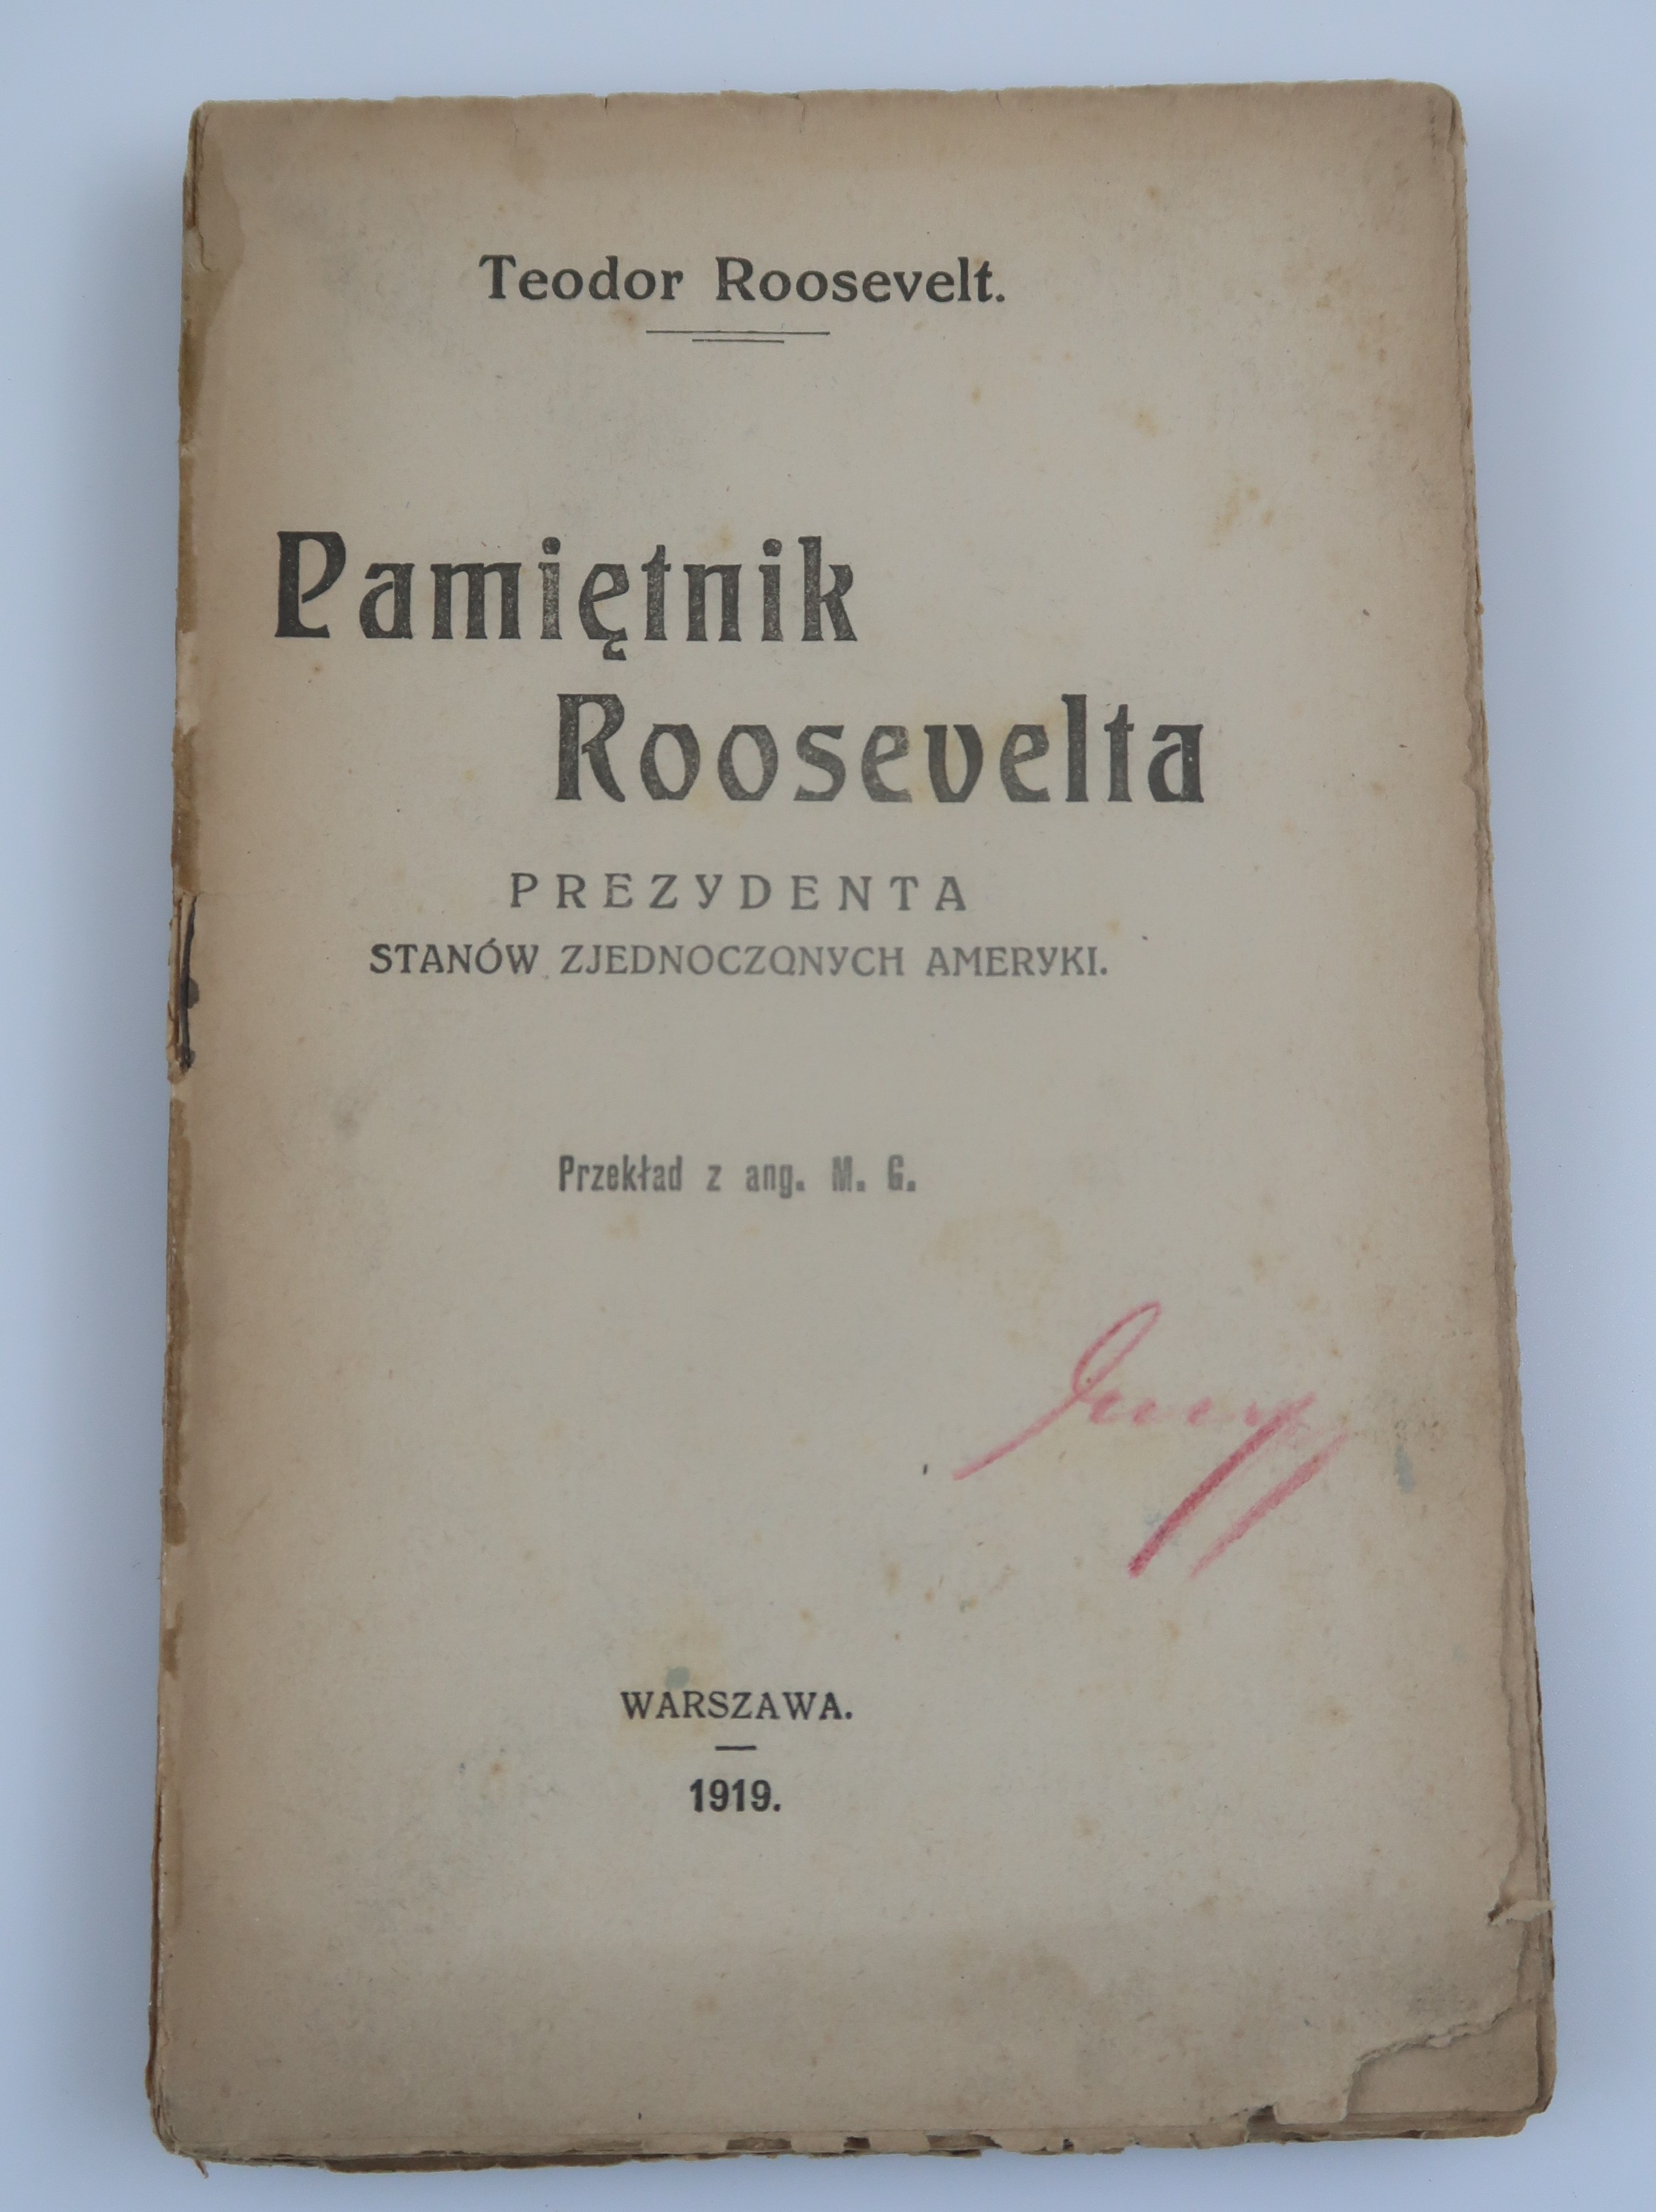 Teodor Roosevelt.
Pamiętnik
Roosevelta
PREZYDENTA
STANÓW ZJEDNOCZONYCH AMERYKI.
Przekład z ang. M. G.
WARSZAWA.
1919.